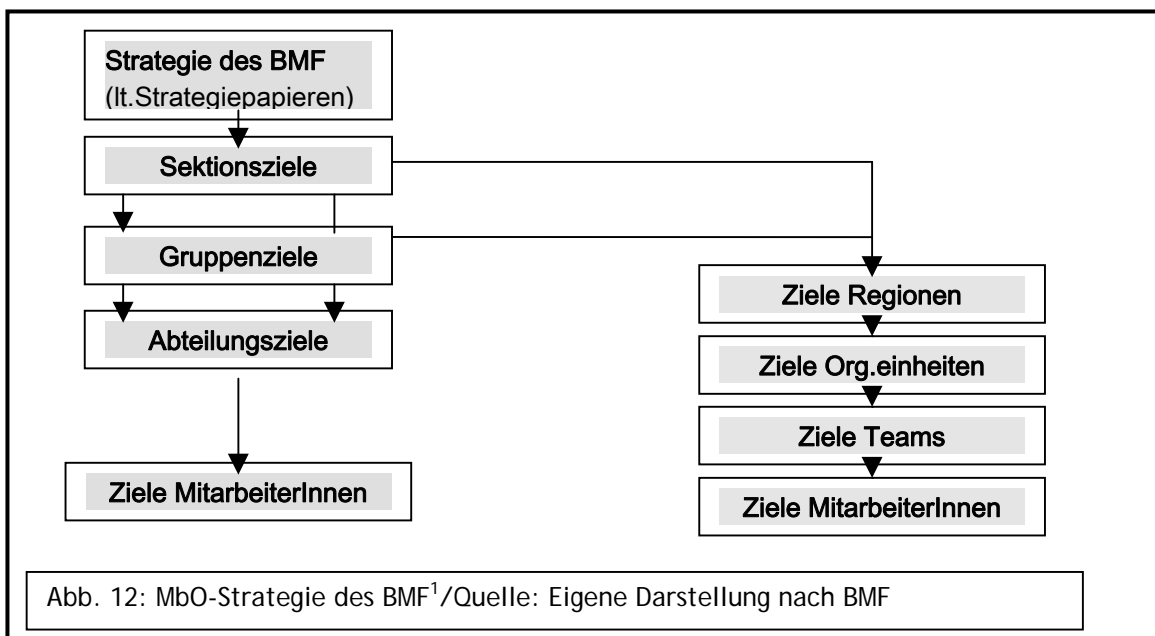 Strategie des BMF
(lt.Strategiepapieren)
Sektionsziele
Gruppenziele
Abteilungsziele
Ziele MitarbeiterInnen
Ziele Regionen
Ziele Org.einheiten
Ziele Teams
Ziele MitarbeiterInnen
Abb. 12: MbO-Strategie des BMF¹/Quelle: Eigene Darstellung nach BMF